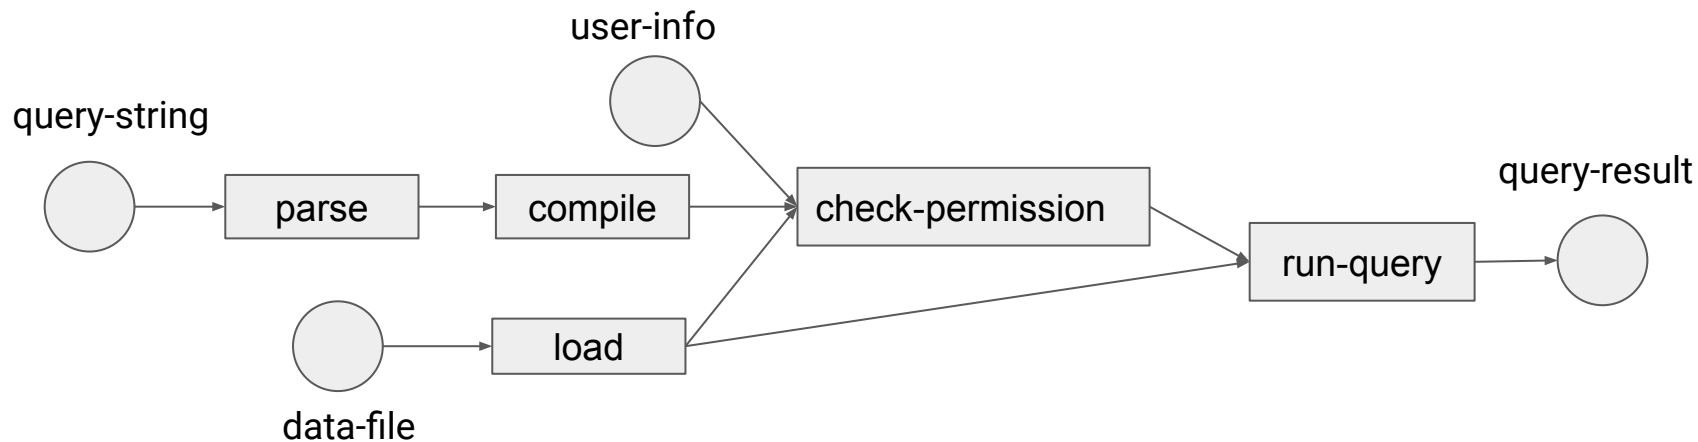 user-info
query-string
query-result
parse
compile
check-permission
run-query
load
data-file